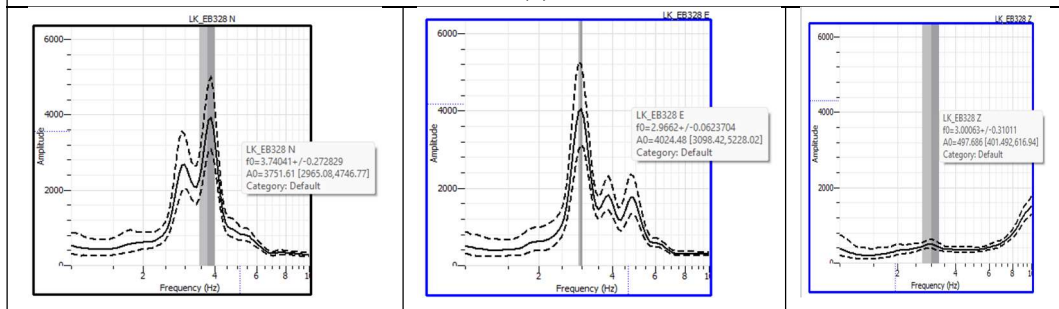 LK_EB328 N
6000
4000
2000
0
Amplitude
LK_EB328 N
f0=3.74041+/-0.272829
A0=3751.61 [2965.08,4746.77]
Category: Default
2
4
6
8
Frequency (Hz)
LK_EB328 E
6000
4000
2000
0
Amplitude
LK_EB328 E
f0=2.9662+/-0.0623704
A0=4024.48 [3098.42,5228.02]
Category: Default
2
4
6
8
Frequency (Hz)
LK_EB328 Z
6000
4000
2000
0
Amplitude
LK_EB328 Z
f0=3.00063+/-0.31011
A0=497.686 [401.492,616.94]
Category: Default
2
4
6
8
Frequency (Hz)